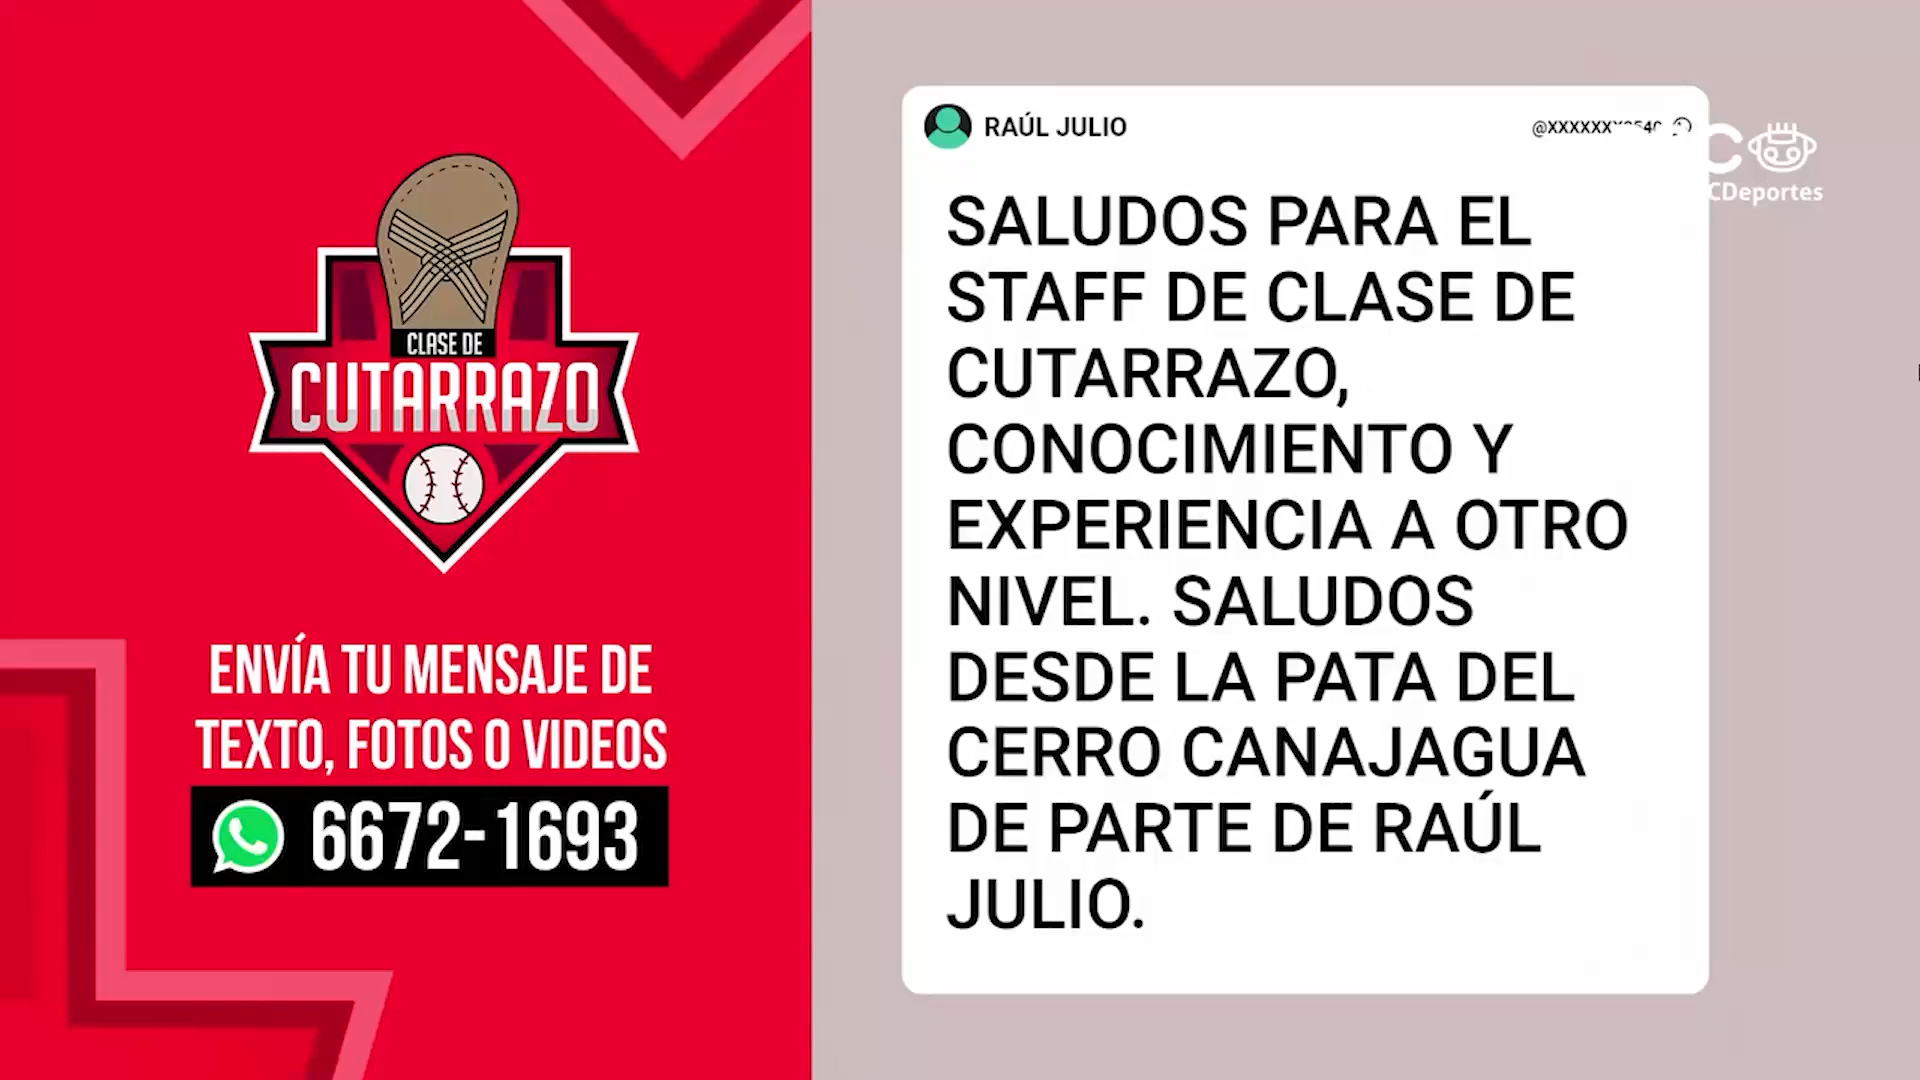 CLASE DE
CUTARRAZO
ENVÍA TU MENSAJE DE
TEXTO, FOTOS O VIDEOS
6672-1693
RAÚL JULIO
SALUDOS PARA EL
STAFF DE CLASE DE
CUTARRAZO,
CONOCIMIENTO Y
EXPERIENCIA A OTRO
NIVEL. SALUDOS
DESDE LA PATA DEL
CERRO CANAJAGUA
DE PARTE DE RAÚL
JULIO.
CDeportes